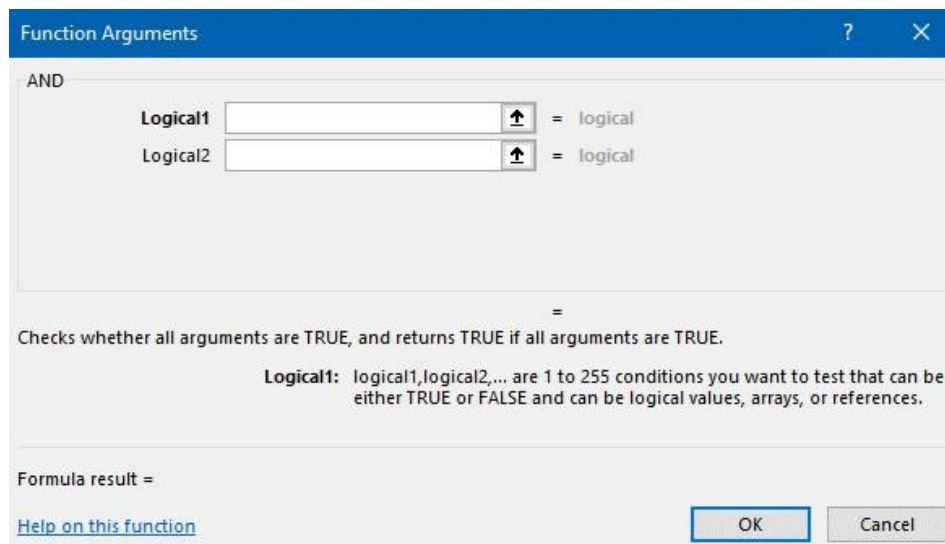 Function Arguments ? ×
AND
Logical1 = logical
Logical2 = logical
=
Checks whether all arguments are TRUE, and returns TRUE if all arguments are TRUE.
Logical1: logical1,logical2,... are 1 to 255 conditions you want to test that can be
either TRUE or FALSE and can be logical values, arrays, or references.
Formula result =
Help on this function OK Cancel